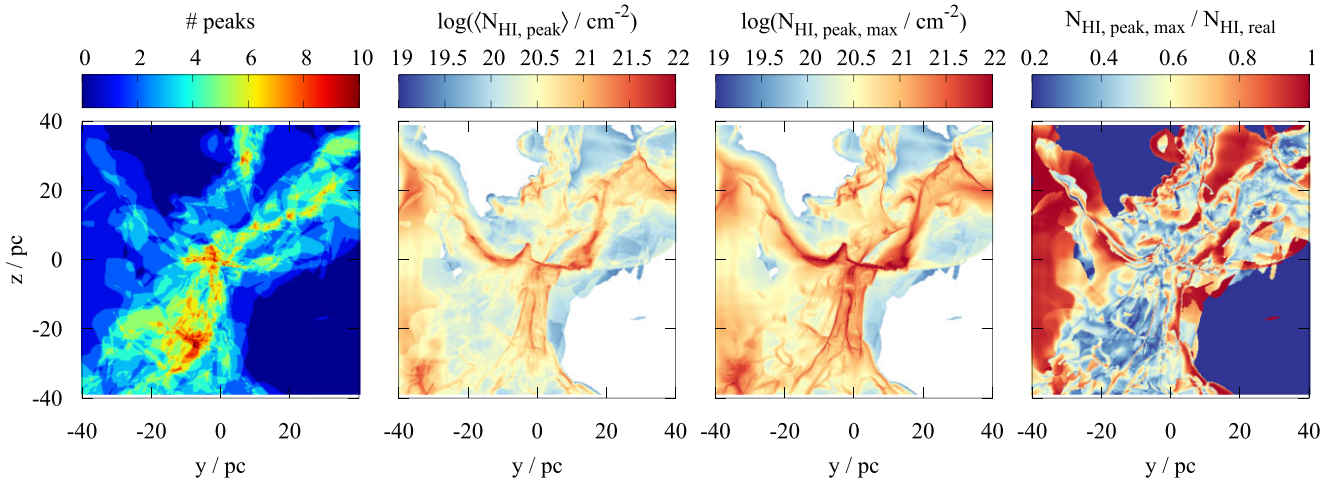 # peaks
0 2 4 6 8 10
log(⟨N_HI, peak⟩ / cm^-2)
19 19.5 20 20.5 21 21.5 22
log(N_HI, peak, max / cm^-2)
19 19.5 20 20.5 21 21.5 22
N_HI, peak, max / N_HI, real
0.2 0.4 0.6 0.8 1
z / pc
40
20
0
-20
-40
-40 -20 0 20 40
y / pc
-40 -20 0 20 40
y / pc
-40 -20 0 20 40
y / pc
-40 -20 0 20 40
y / pc